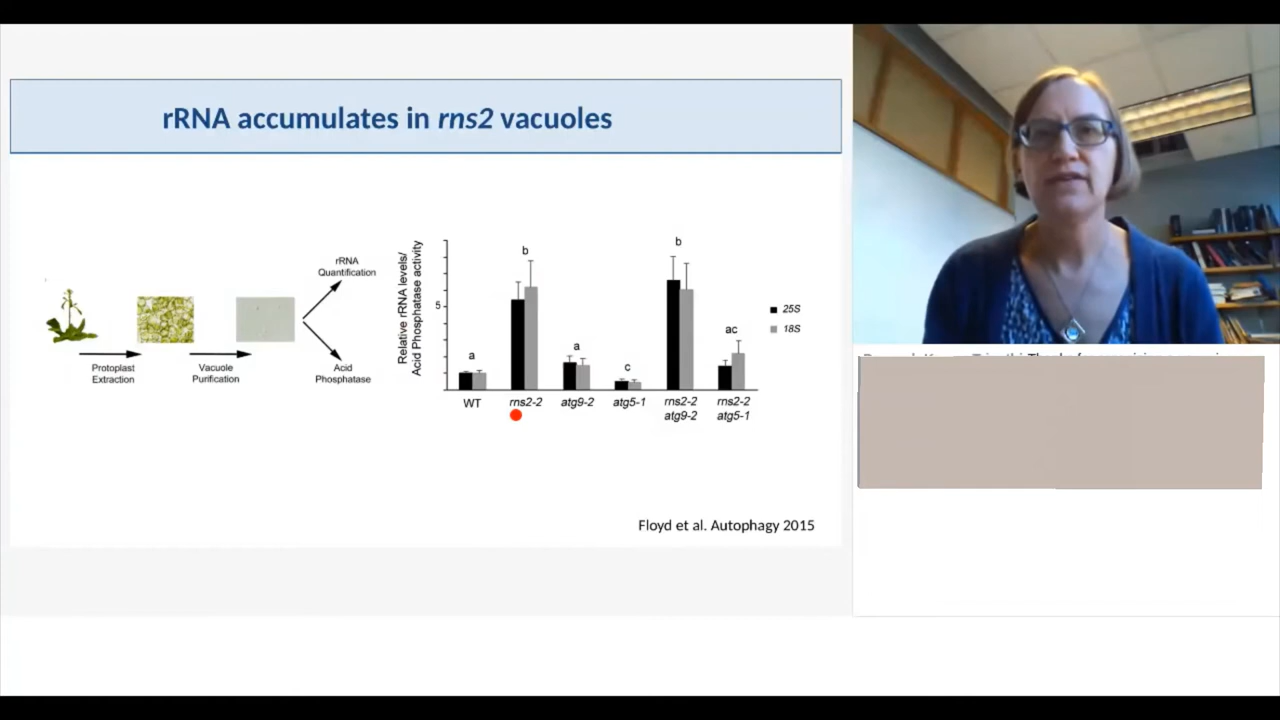 rRNA accumulates in rns2 vacuoles
rRNA
Quantification
Protoplast
Extraction
Vacuole
Purification
Acid
Phosphatase
Relative rRNA levels/
Acid Phosphatase activity
5
a
b
a
c
b
ac
25S
18S
WT
rns2-2
atg9-2
atg5-1
rns2-2
atg9-2
rns2-2
atg5-1
Floyd et al. Autophagy 2015